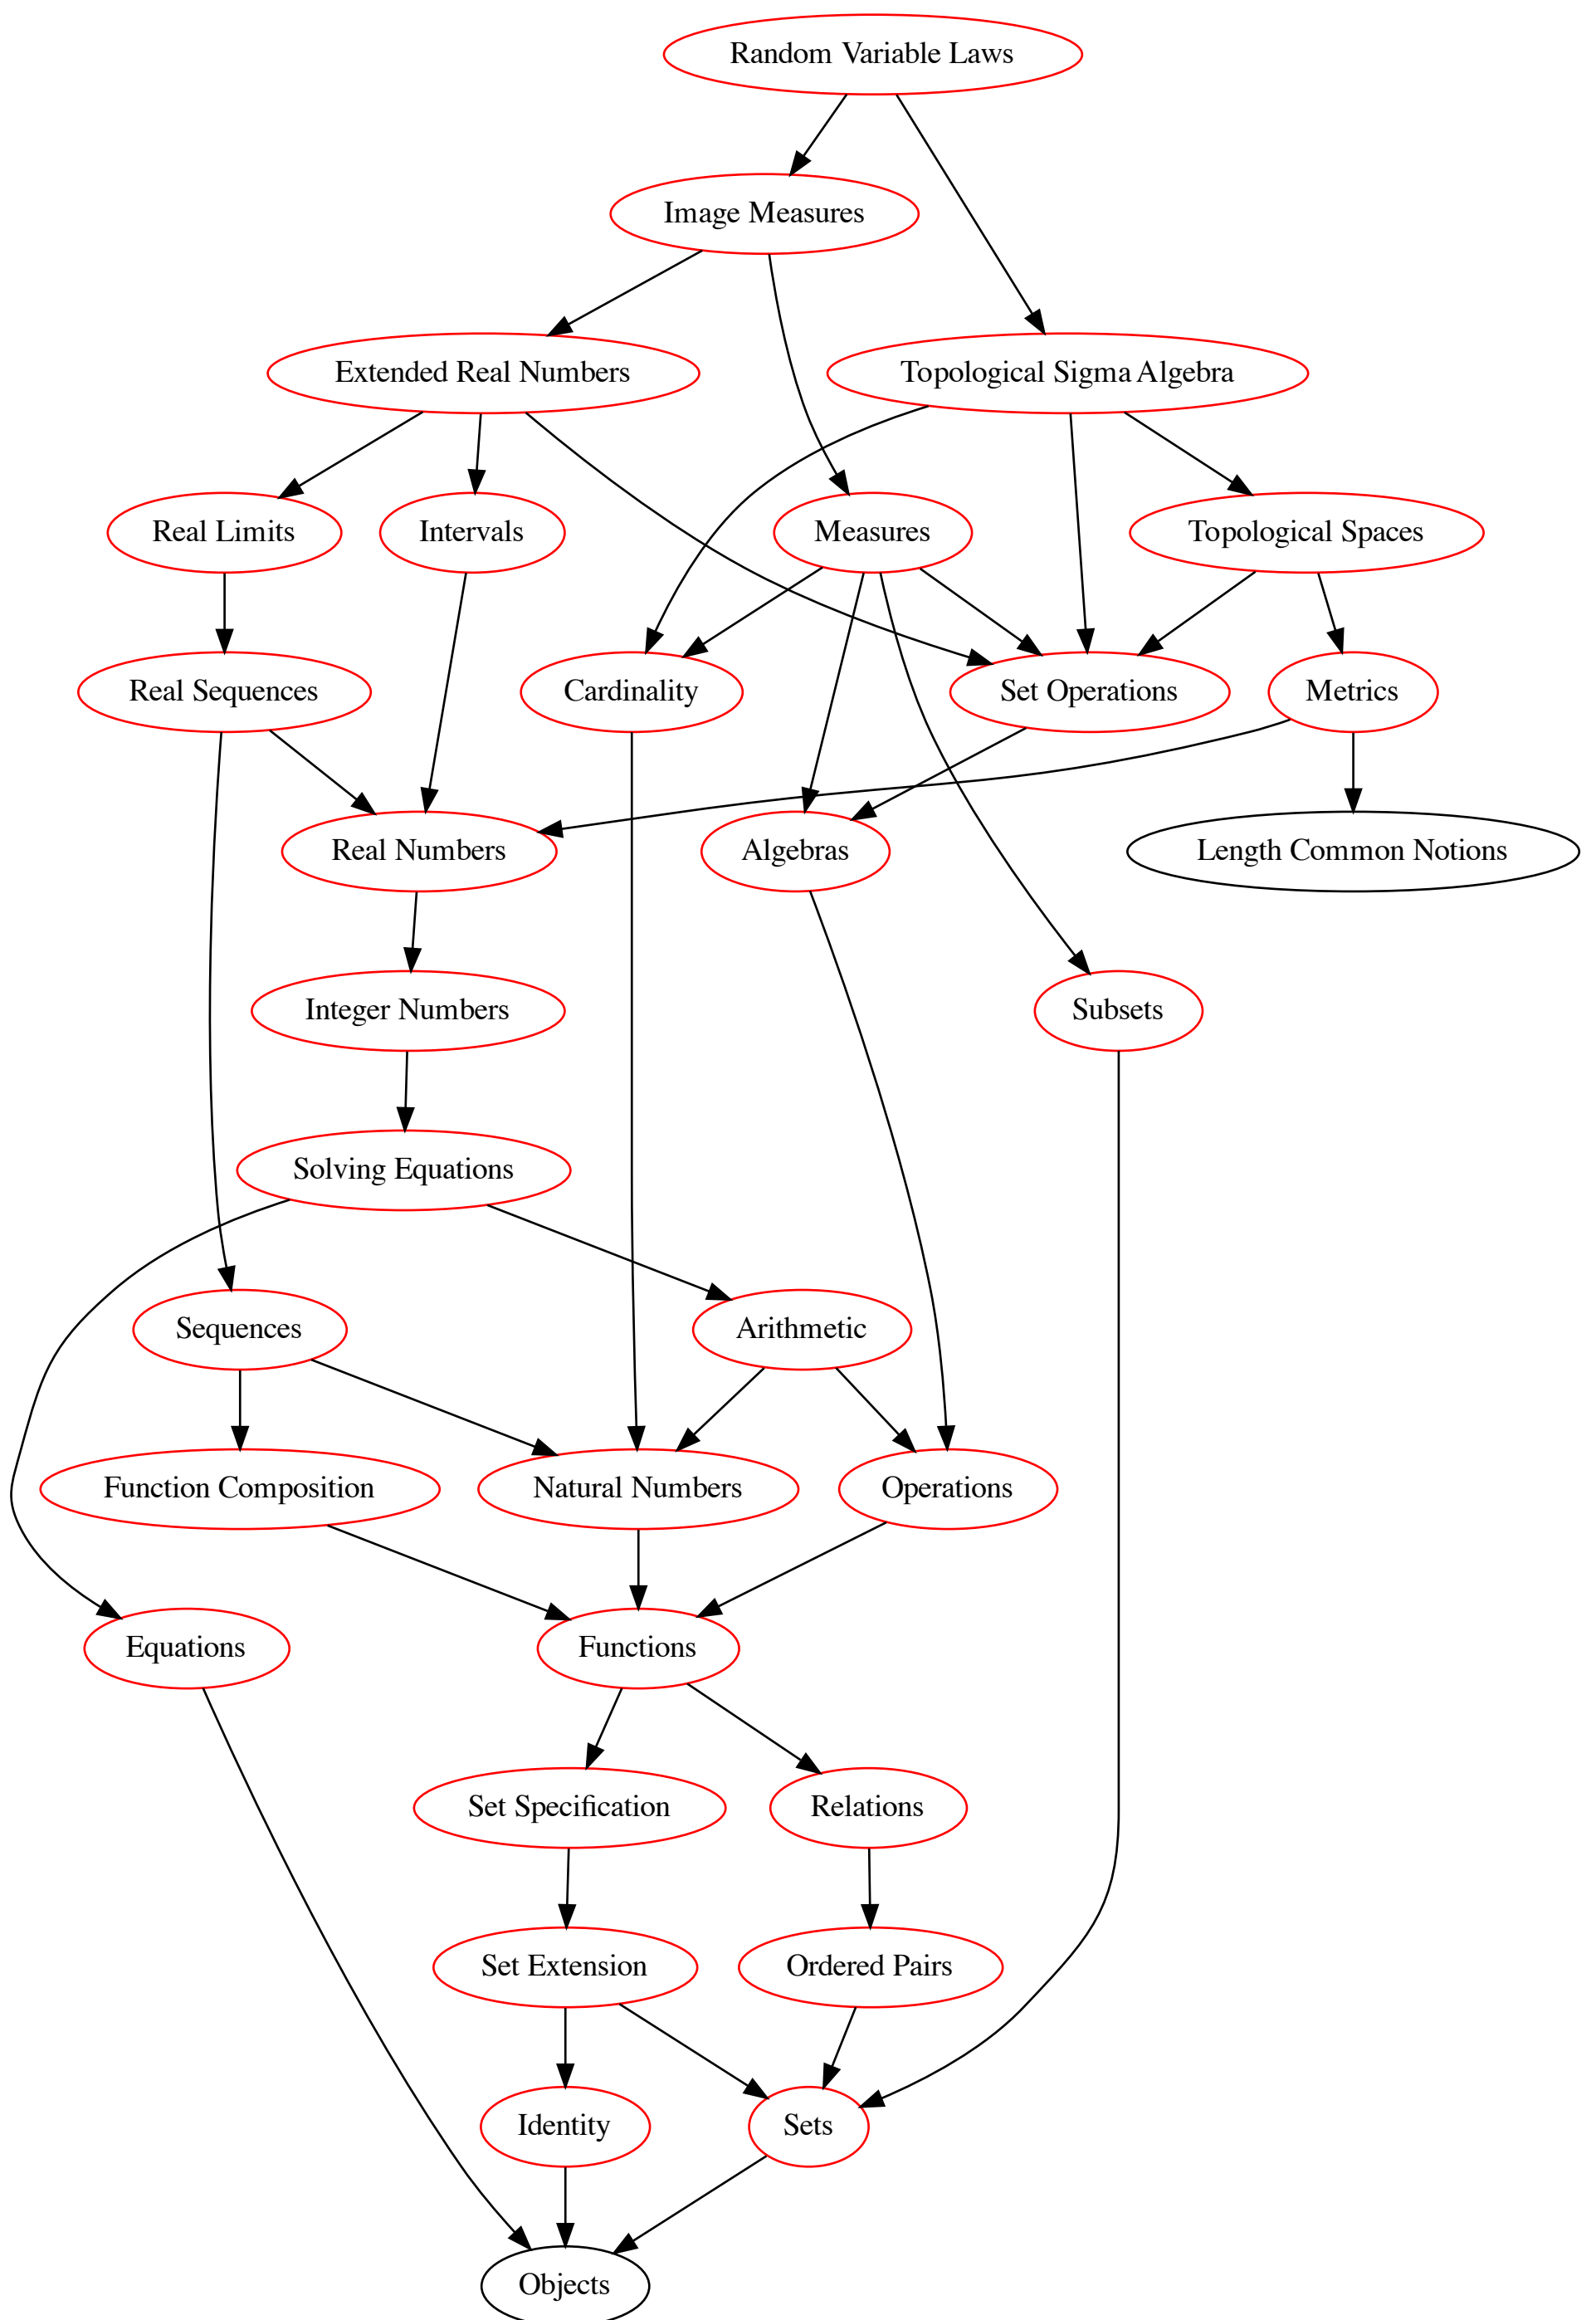 Random Variable Laws
Image Measures
Extended Real Numbers
Topological Sigma Algebra
Real Limits
Intervals
Measures
Topological Spaces
Real Sequences
Cardinality
Set Operations
Metrics
Real Numbers
Algebras
Length Common Notions
Integer Numbers
Subsets
Solving Equations
Sequences
Arithmetic
Function Composition
Natural Numbers
Operations
Equations
Functions
Set Specification
Relations
Set Extension
Ordered Pairs
Identity
Sets
Objects